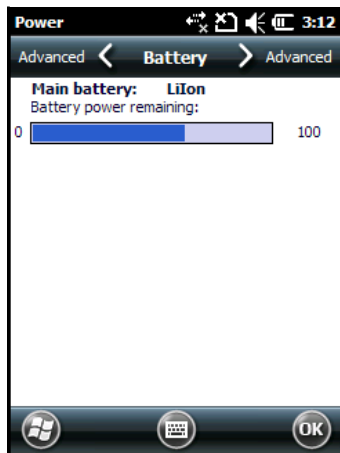 Power 3:12
Advanced Battery Advanced
Main battery: LiIon
Battery power remaining:
0 100
OK